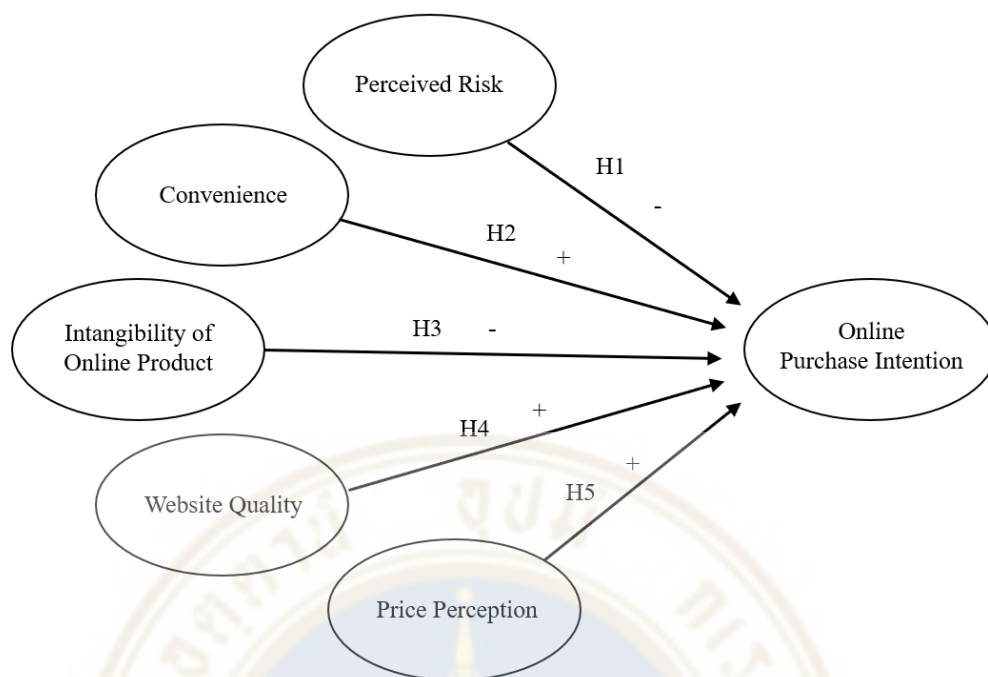 Perceived Risk
H1
-
Convenience
H2
+
Intangibility of
Online Product
H3
-
Online
Purchase Intention
H4
+
Website Quality
H5
+
Price Perception